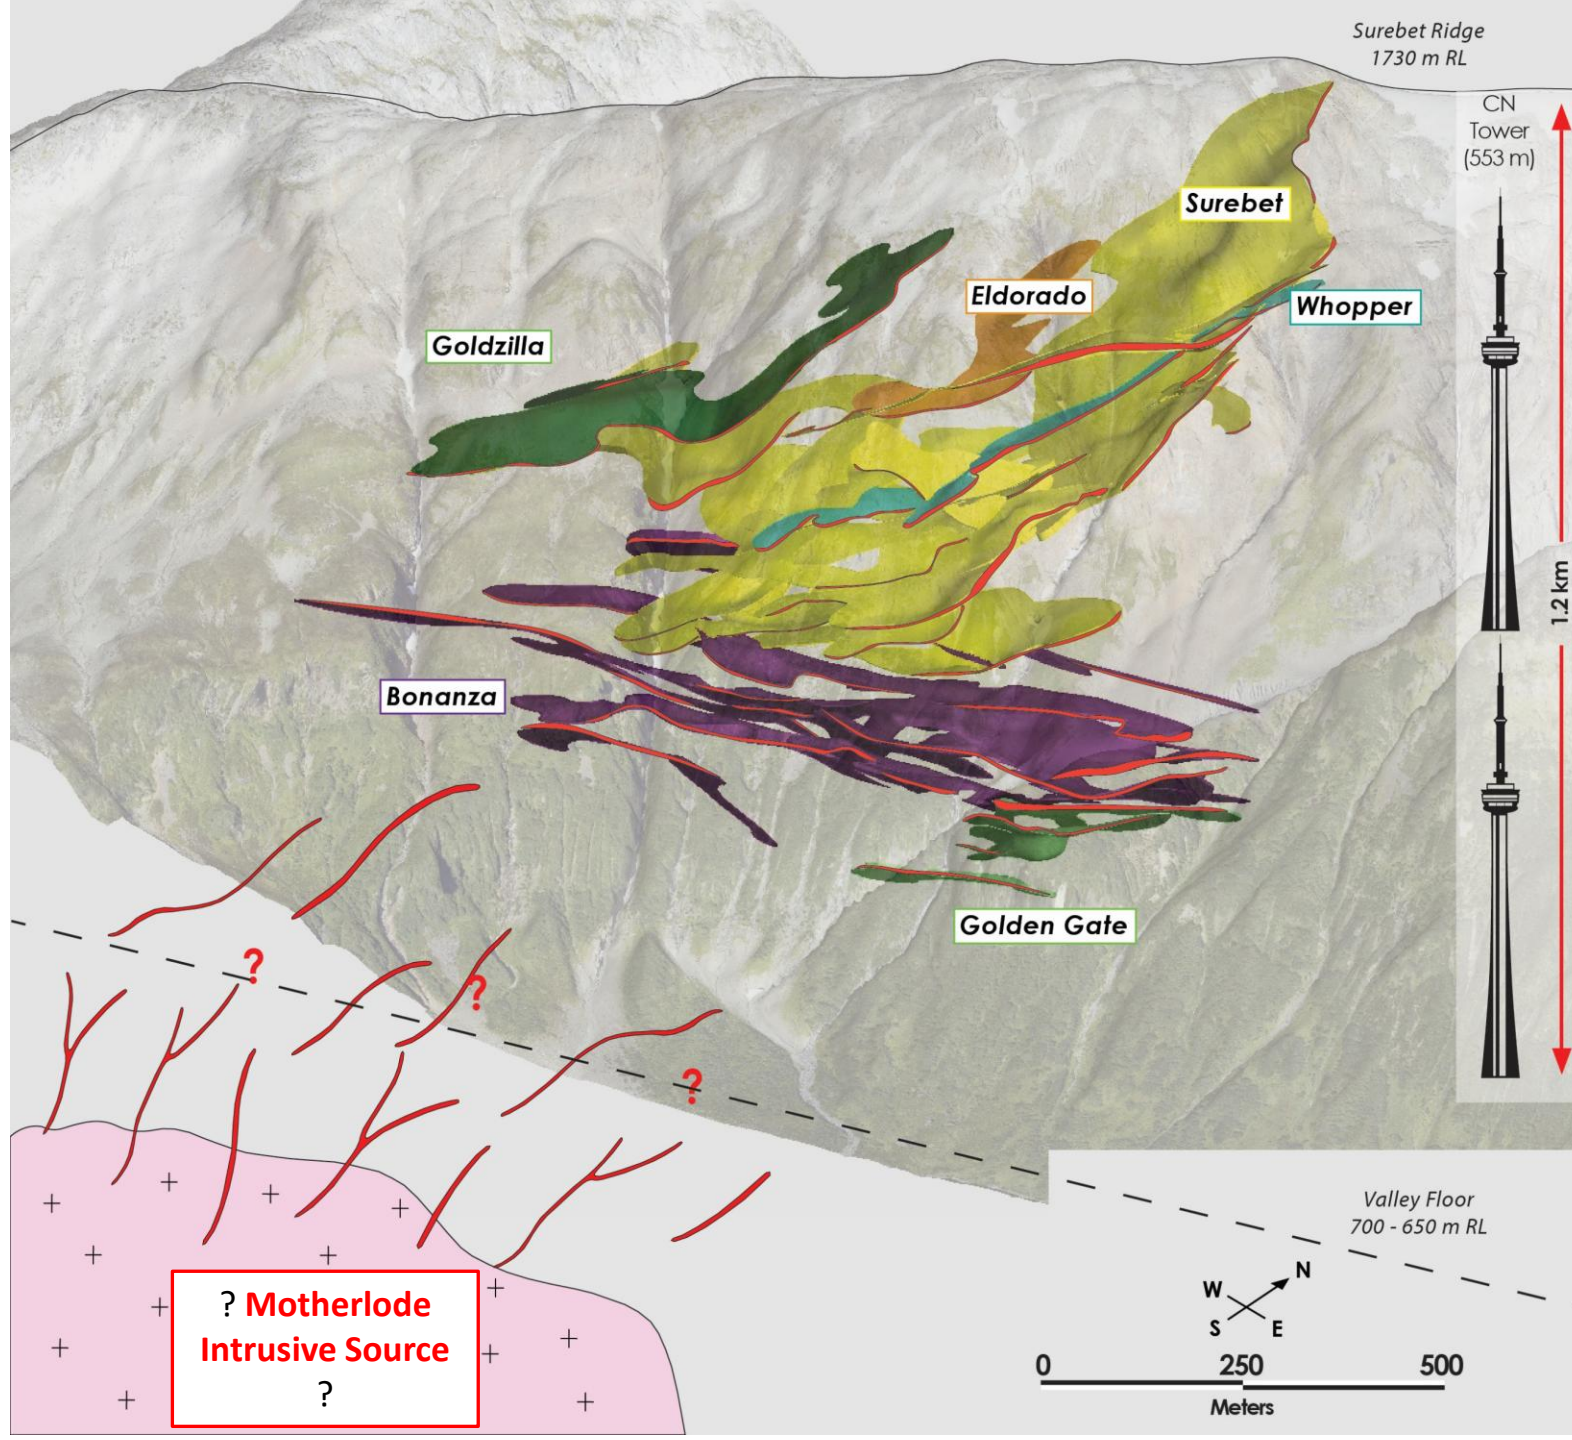 Surebet Ridge
1730 m RL
CN
Tower
(553 m)
Surebet
Eldorado
Whopper
Goldzilla
1.2 km
Bonanza
Golden Gate
?
?
?
Valley Floor
700 - 650 m RL
N
W
S
E
? Motherlode
Intrusive Source
?
0 250 500
Meters